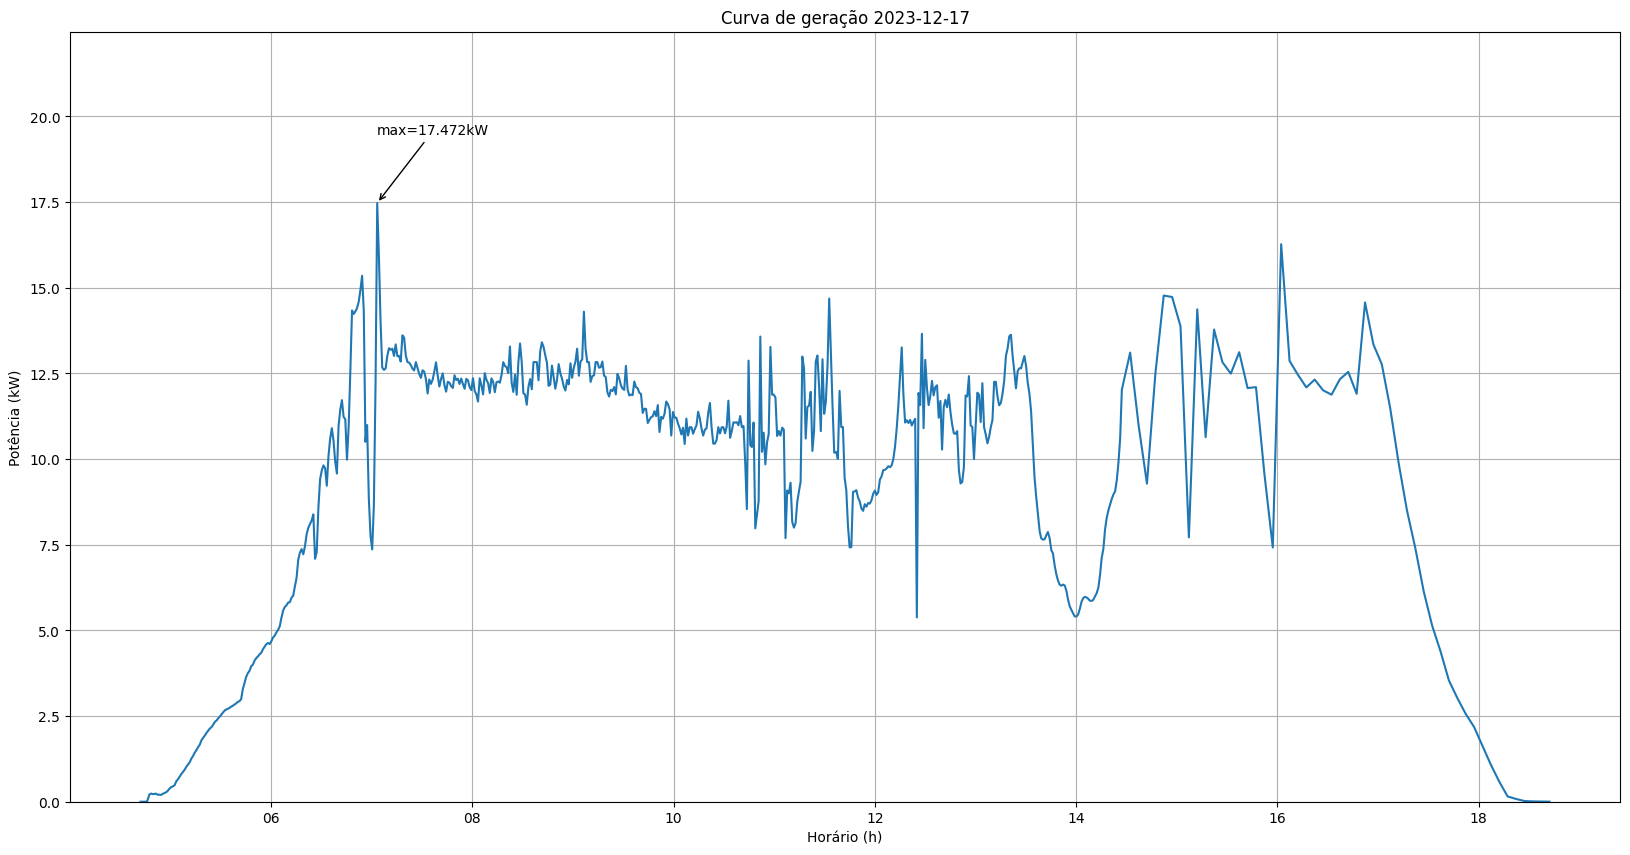 Curva de geração 2023-12-17
20.0
max=17.472kW
17.5
15.0
12.5
Potência (kW)
10.0
7.5
5.0
2.5
0.0
06 08 10 12 14 16 18
Horário (h)